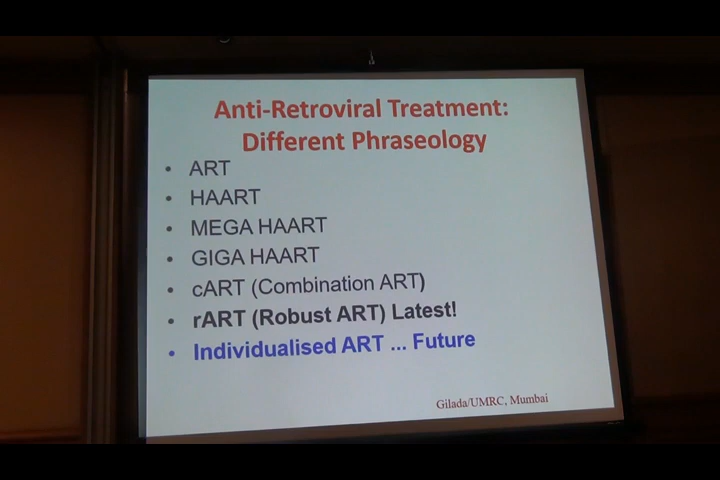 Anti-Retroviral Treatment:
Different Phraseology
• ART
• HAART
• MEGA HAART
• GIGA HAART
• cART (Combination ART)
• rART (Robust ART) Latest!
• Individualised ART ... Future
Gilada/UMRC, Mumbai